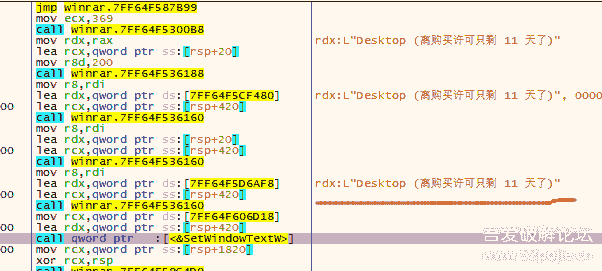 jmp winrar.7FF64F587B99
mov ecx,369
call winrar.7FF64F5300B8
mov rdx,rax
lea rcx,qword ptr ss:[rsp+20]
mov r8d,200
call winrar.7FF64F536188
mov r8,rdi
lea rdx,qword ptr ds:[7FF64F5CF480]
00 lea rcx,qword ptr ss:[rsp+420]
call winrar.7FF64F536160
mov r8,rdi
lea rdx,qword ptr ss:[rsp+20]
00 lea rcx,qword ptr ss:[rsp+420]
call winrar.7FF64F536160
mov r8,rdi
lea rdx,qword ptr ds:[7FF64F5D6AF8]
00 lea rcx,qword ptr ss:[rsp+420]
call winrar.7FF64F536160
mov rcx,qword ptr ds:[7FF64F606D18]
lea rdx,qword ptr ss:[rsp+420]
call qword ptr :[<&SetWindowTextW>]
00 mov rcx,qword ptr ss:[rsp+1820]
xor rcx,rsp
rdx:L"Desktop (离购买许可只剩 11 天了)"
rdx:L"Desktop (离购买许可只剩 11 天了)", 0000
rdx:L"Desktop (离购买许可只剩 11 天了)"
吾爱破解论坛
www.52pojie.cn